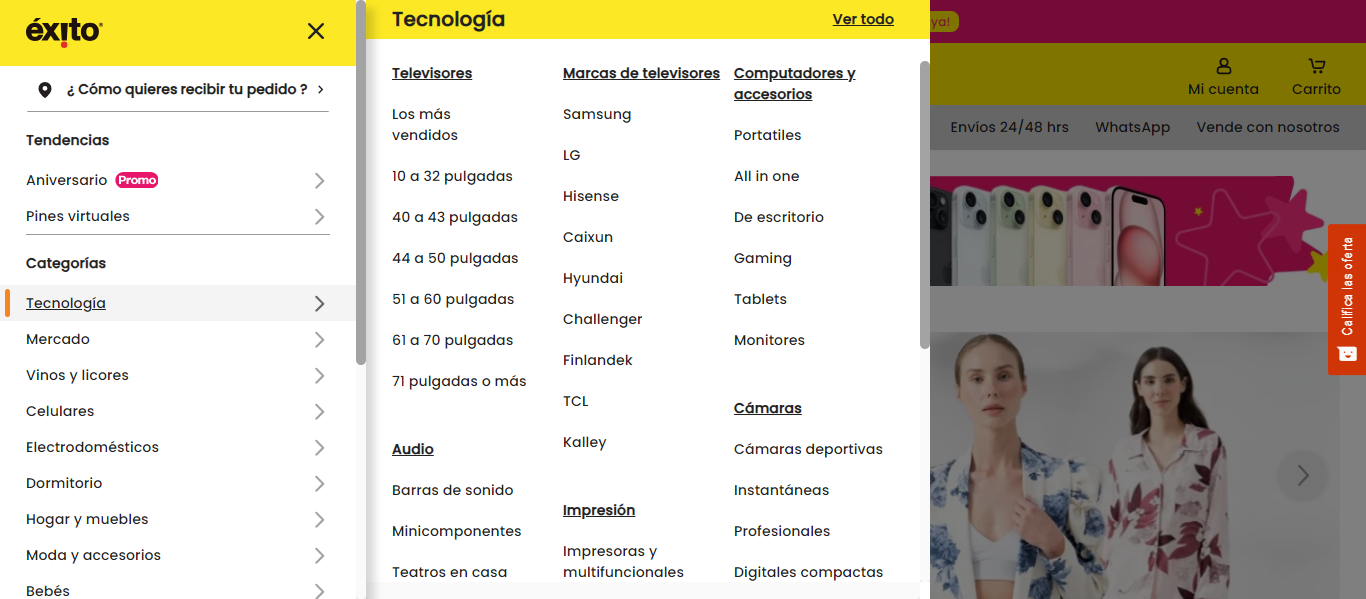 éxito
¿ Cómo quieres recibir tu pedido ?
Tendencias
Aniversario Promo
Pines virtuales
Categorías
Tecnología
Mercado
Vinos y licores
Celulares
Electrodomésticos
Dormitorio
Hogar y muebles
Moda y accesorios
Bebés
Tecnología
Ver todo
Televisores
Los más
vendidos
10 a 32 pulgadas
40 a 43 pulgadas
44 a 50 pulgadas
51 a 60 pulgadas
61 a 70 pulgadas
71 pulgadas o más
Audio
Barras de sonido
Minicomponentes
Teatros en casa
Marcas de televisores
Samsung
LG
Hisense
Caixun
Hyundai
Challenger
Finlandek
TCL
Kalley
Impresión
Impresoras y
multifuncionales
Computadores y
accesorios
Portatiles
All in one
De escritorio
Gaming
Tablets
Monitores
Cámaras
Cámaras deportivas
Instantáneas
Profesionales
Digitales compactas
ya!
Mi cuenta
Carrito
Envíos 24/48 hrs
WhatsApp
Vende con nosotros
Califica las oferta